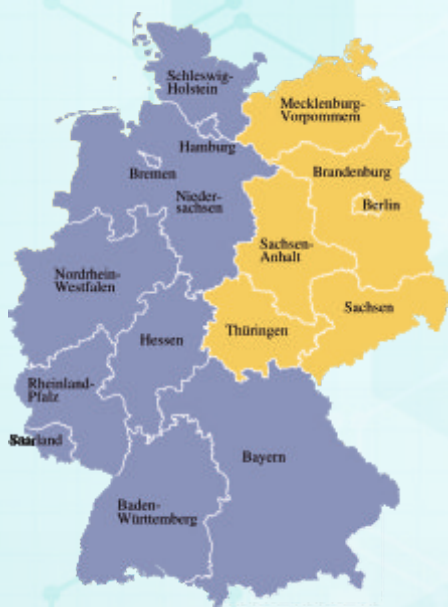 Schleswig-
Holstein
Mecklenburg-
Vorpommern
Hamburg
Bremen
Brandenburg
Nieder-
sachsen
Berlin
Sachsen-
Anhalt
Nordrhein-
Westfalen
Sachsen
Thüringen
Hessen
Rheinland-
Pfalz
Saarland
Bayern
Baden-
Württemberg